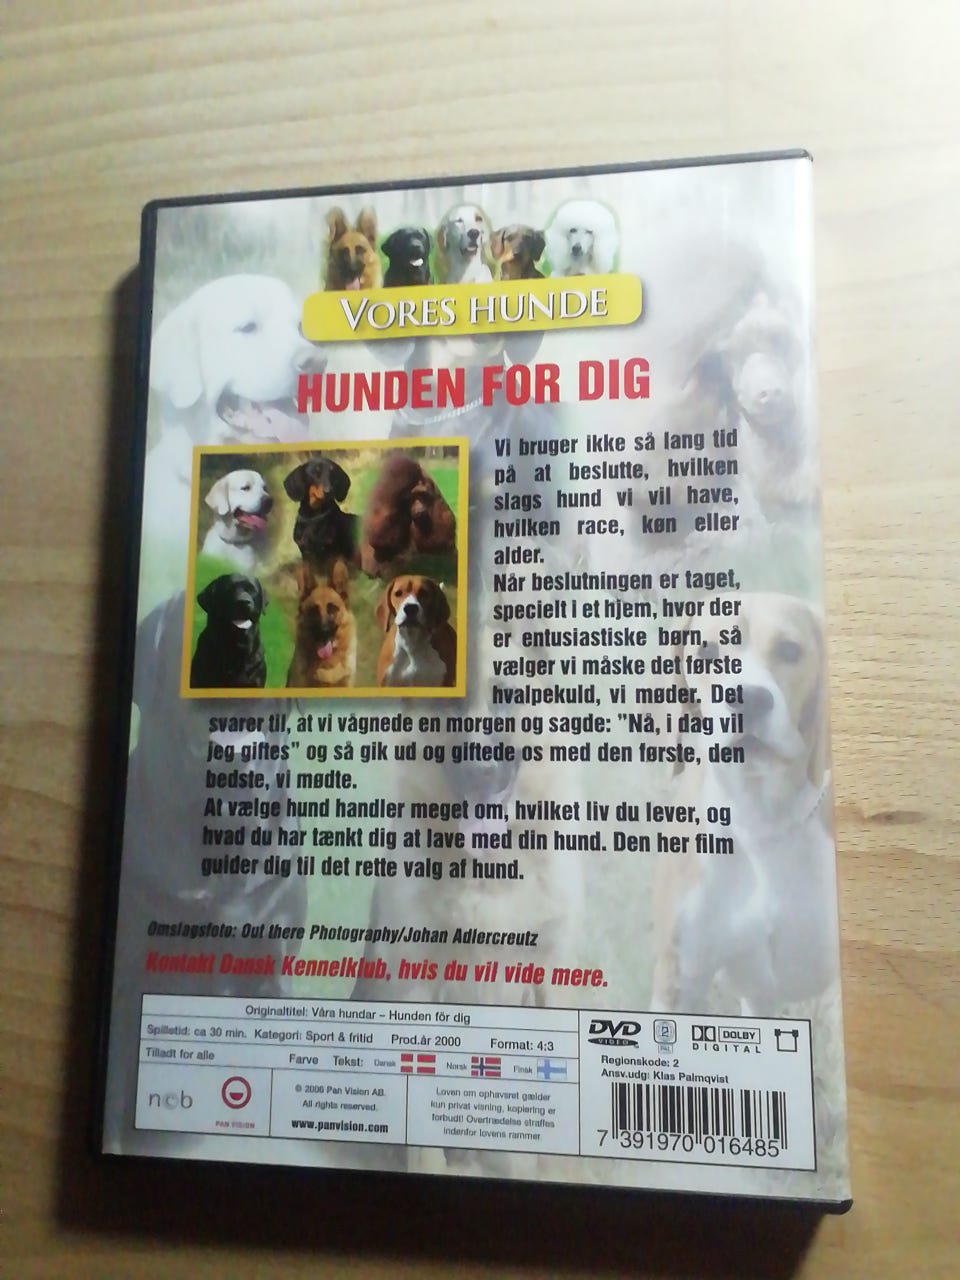 VORES HUNDE
HUNDEN FOR DIG
Vi bruger ikke så lang tid
på at beslutte, hvilken
slags hund vi vil have,
hvilken race, køn eller
alder.
Når beslutningen er taget,
specielt i et hjem, hvor der
er entusiastiske børn, så
vælger vi måske det første
hvalpekuld, vi møder. Det
svarer til, at vi vågnede en morgen og sagde: ”Nå, i dag vil
jeg giftes” og så gik ud og giftede os med den første, den
bedste, vi mødte.
At vælge hund handler meget om, hvilket liv du lever, og
hvad du har tænkt dig at lave med din hund. Den her film
guider dig til det rette valg af hund.
Omslagsfoto: Out there Photography/Johan Adlercreutz
Kontakt Dansk Kennelklub, hvis du vil vide mere.
Originaltitel: Våra hundar – Hunden för dig
Spilletid: ca 30 min. Kategori: Sport & fritid Prod.år 2000 Format: 4:3
Tilladt for alle
Farve Tekst: Dansk Norsk Finsk
ncb
PAN VISION
© 2006 Pan Vision AB.
All rights reserved.
www.panvision.com
Loven om ophavsret gælder
kun privat visning, kopiering er
forbudt! Overtrædelse straffes
indenfor lovens rammer
DVD
VIDEO
2
PAL
DOLBY
DIGITAL
Regionskode: 2
Ansv.udg: Klas Palmqvist
7 391970 016485